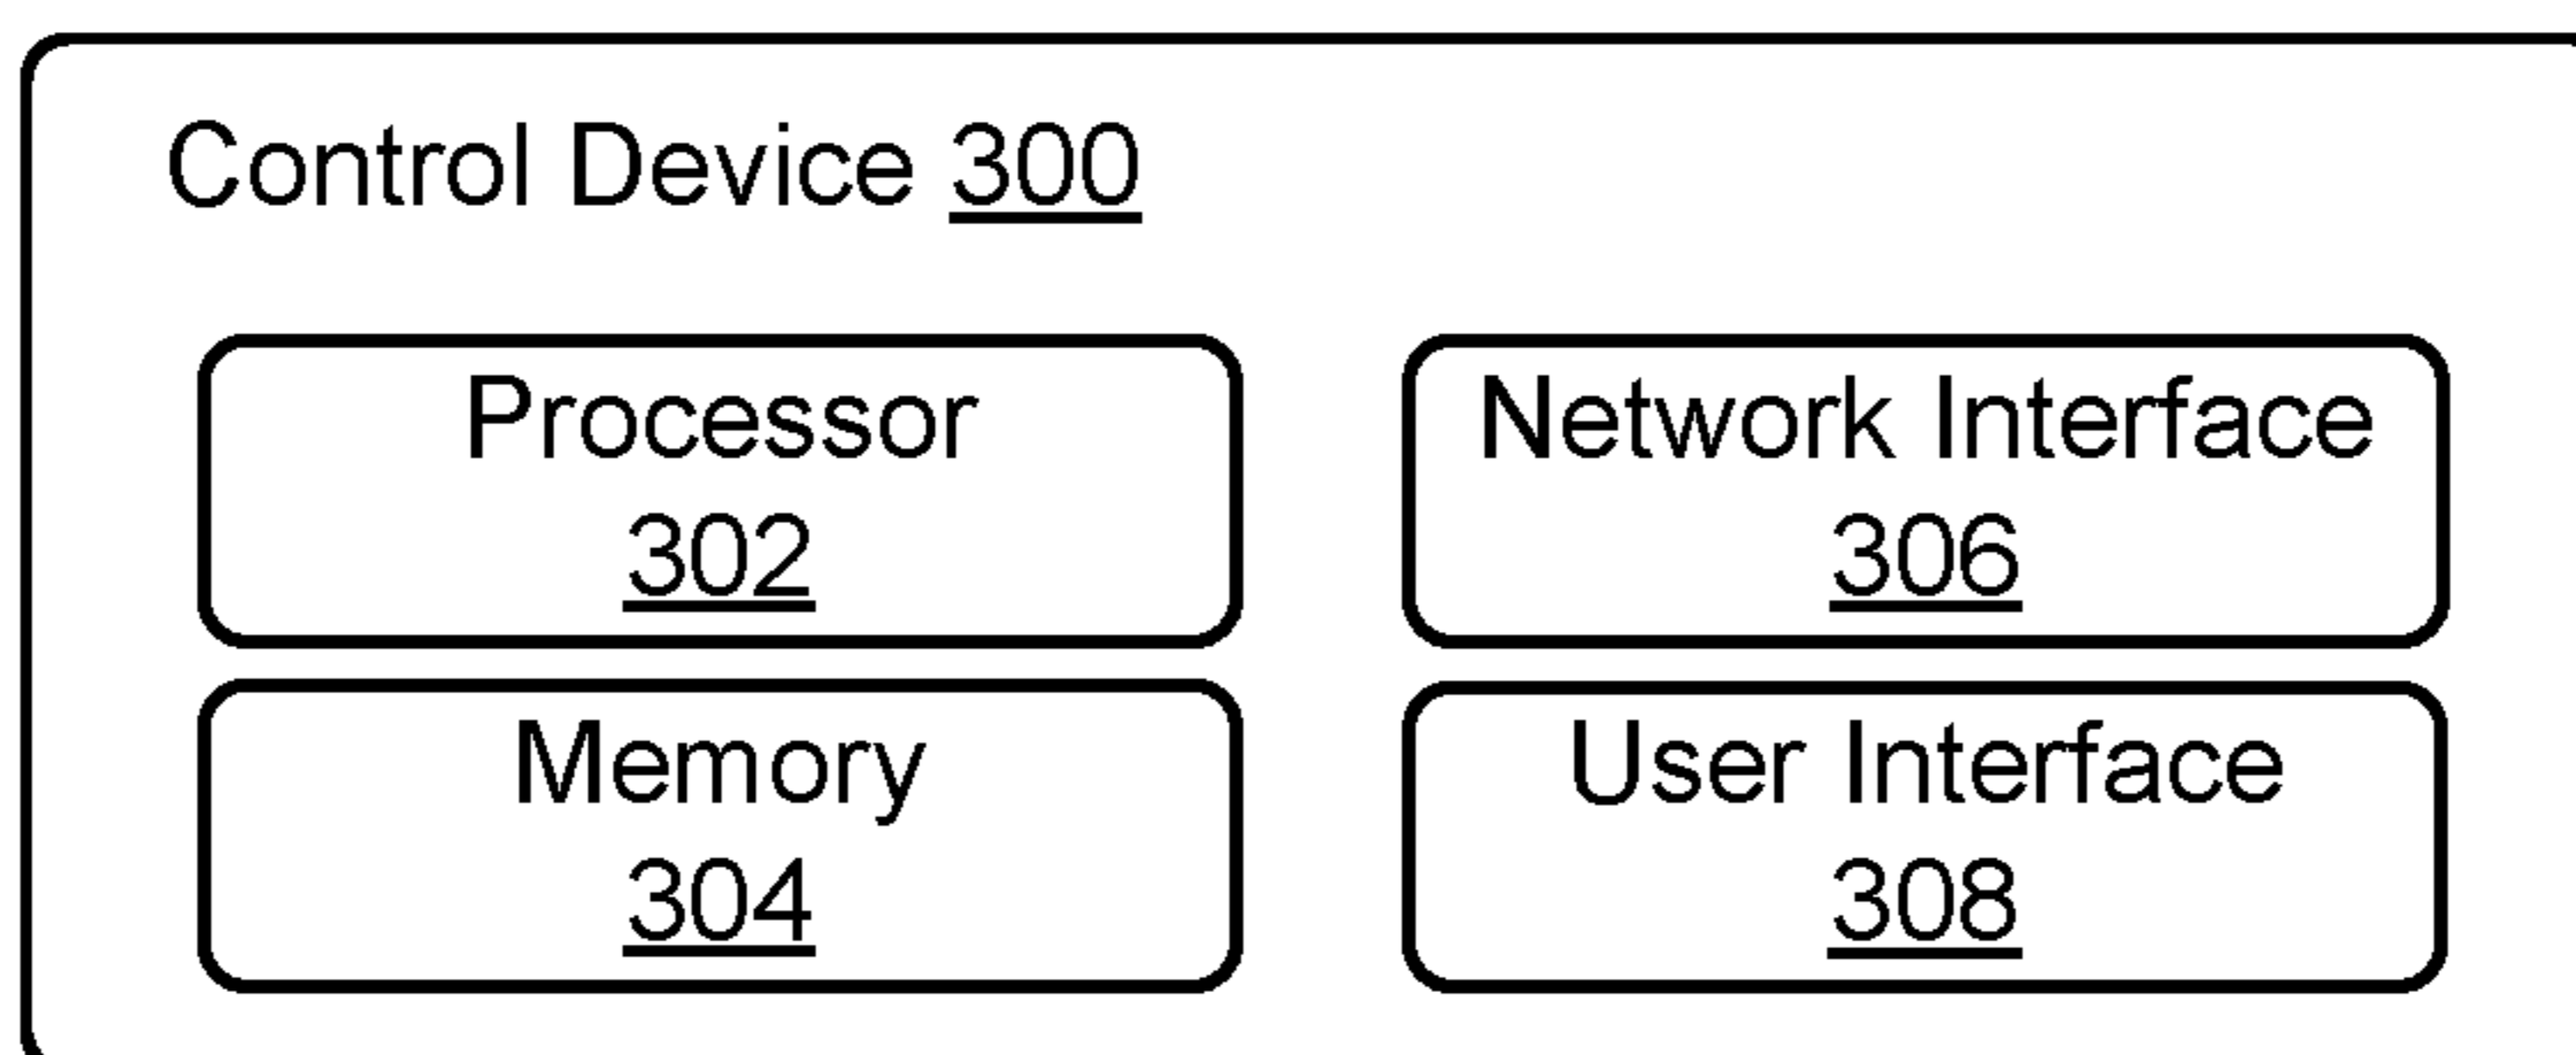 Control Device 300
Processor
302
Network Interface
306
Memory
304
User Interface
308